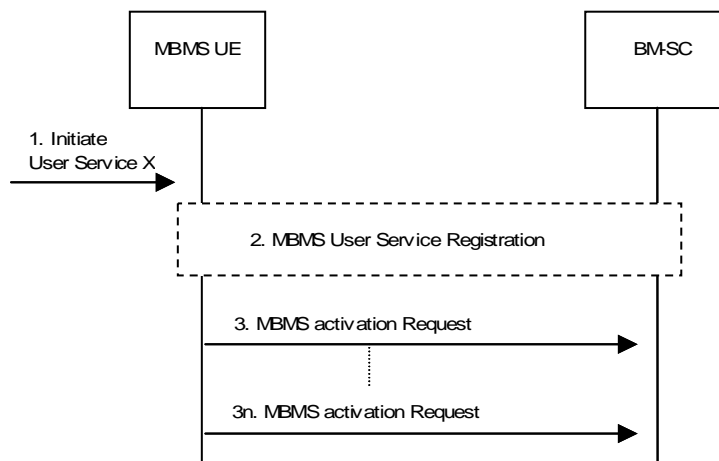 MBMS UE
BM-SC
1. Initiate
User Service X
2. MBMS User Service Registration
3. MBMS activation Request
3n. MBMS activation Request